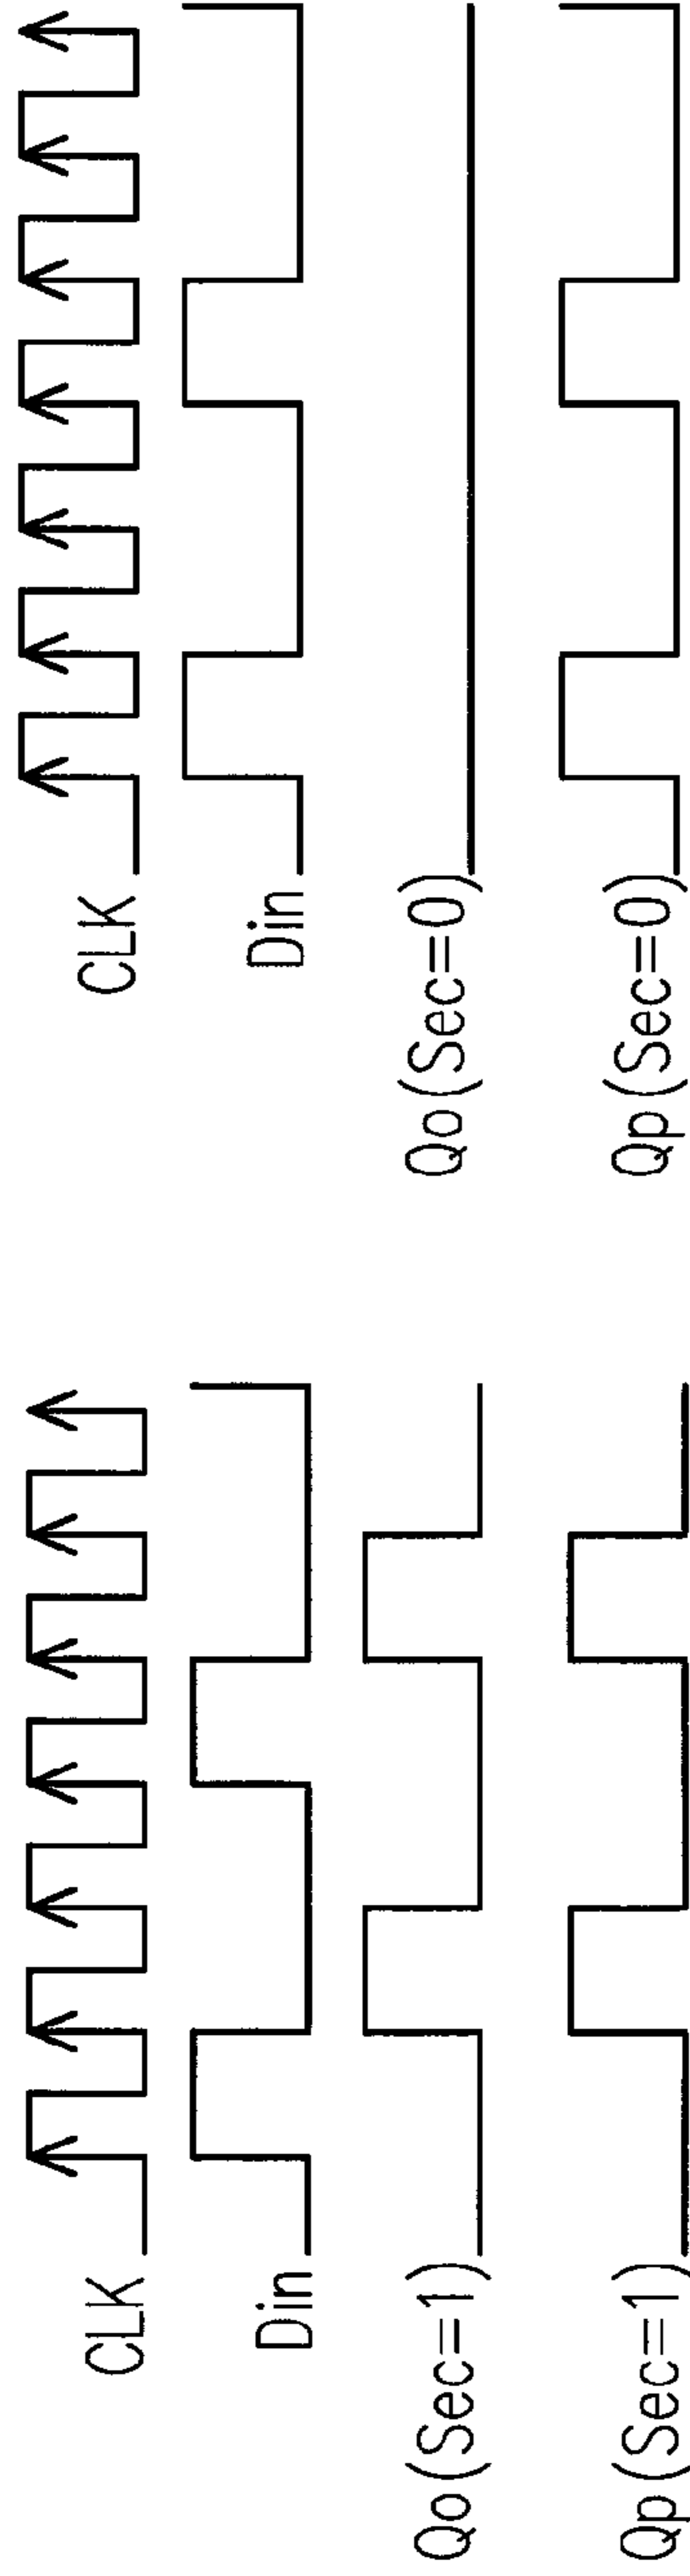 CLK
Din
Qo(Sec=1)
Qp(Sec=1)
CLK
Din
Qo(Sec=0)
Qp(Sec=0)